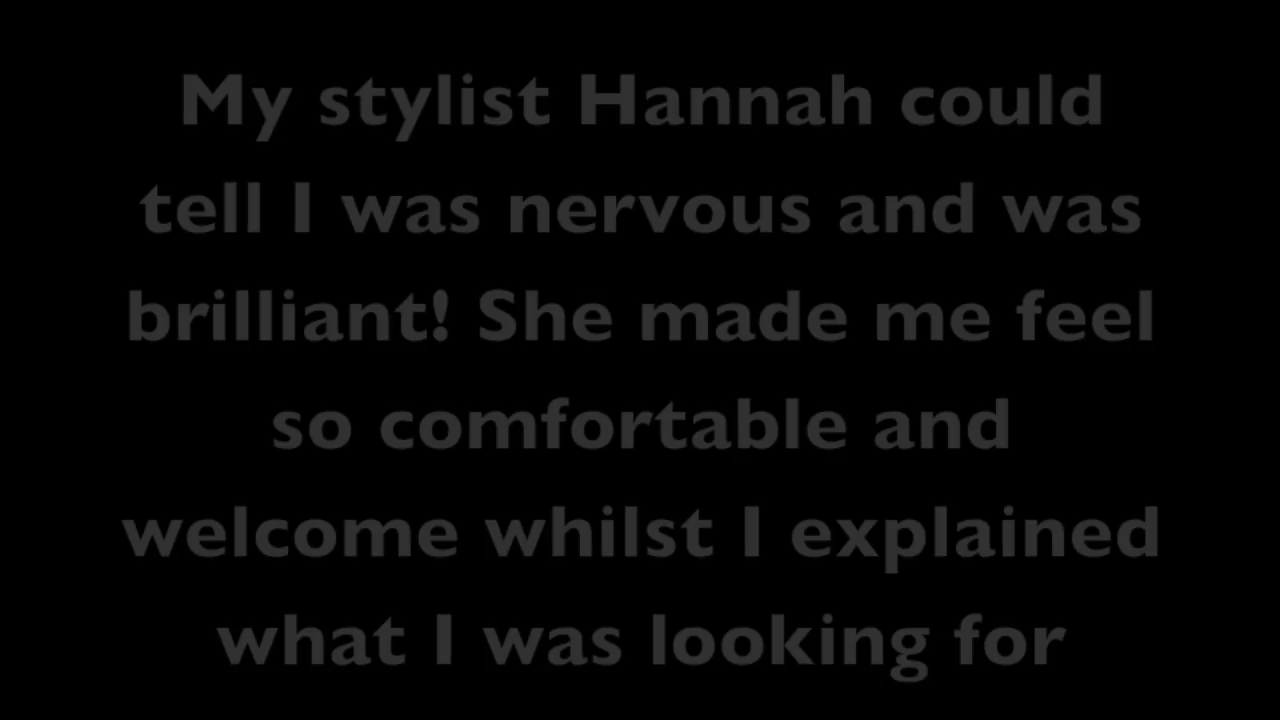 My stylist Hannah could
tell I was nervous and was
brilliant! She made me feel
so comfortable and
welcome whilst I explained
what I was looking for